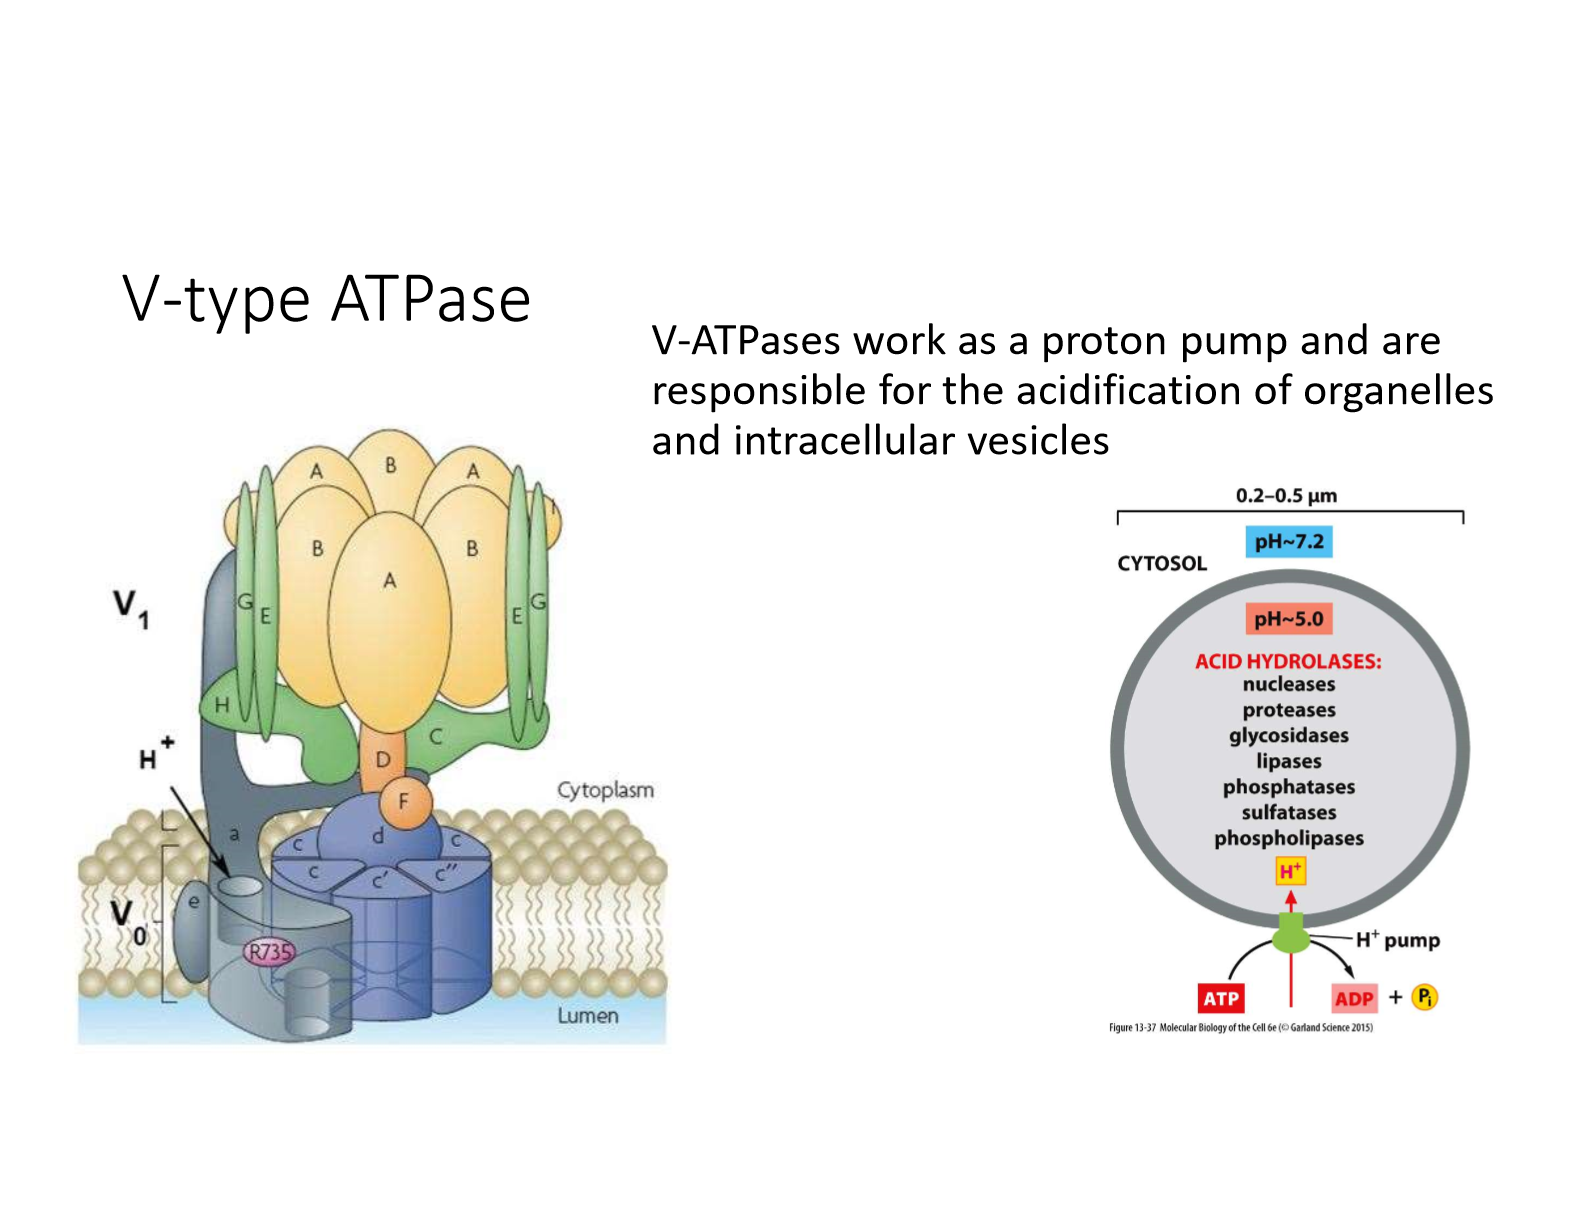 V-type ATPase
V-ATPases work as a proton pump and are
responsible for the acidification of organelles
and intracellular vesicles
A B A
I
B B
A
G E E G
V1
H
C
H+
D
F
Cytoplasm
a
d
c c
c c' c''
e
V0
R735
Lumen
0.2–0.5 µm
pH~7.2
CYTOSOL
pH~5.0
ACID HYDROLASES:
nucleases
proteases
glycosidases
lipases
phosphatases
sulfatases
phospholipases
H+
H+ pump
ATP ADP + Pi
Figure 13-37 Molecular Biology of the Cell 6e (© Garland Science 2015)